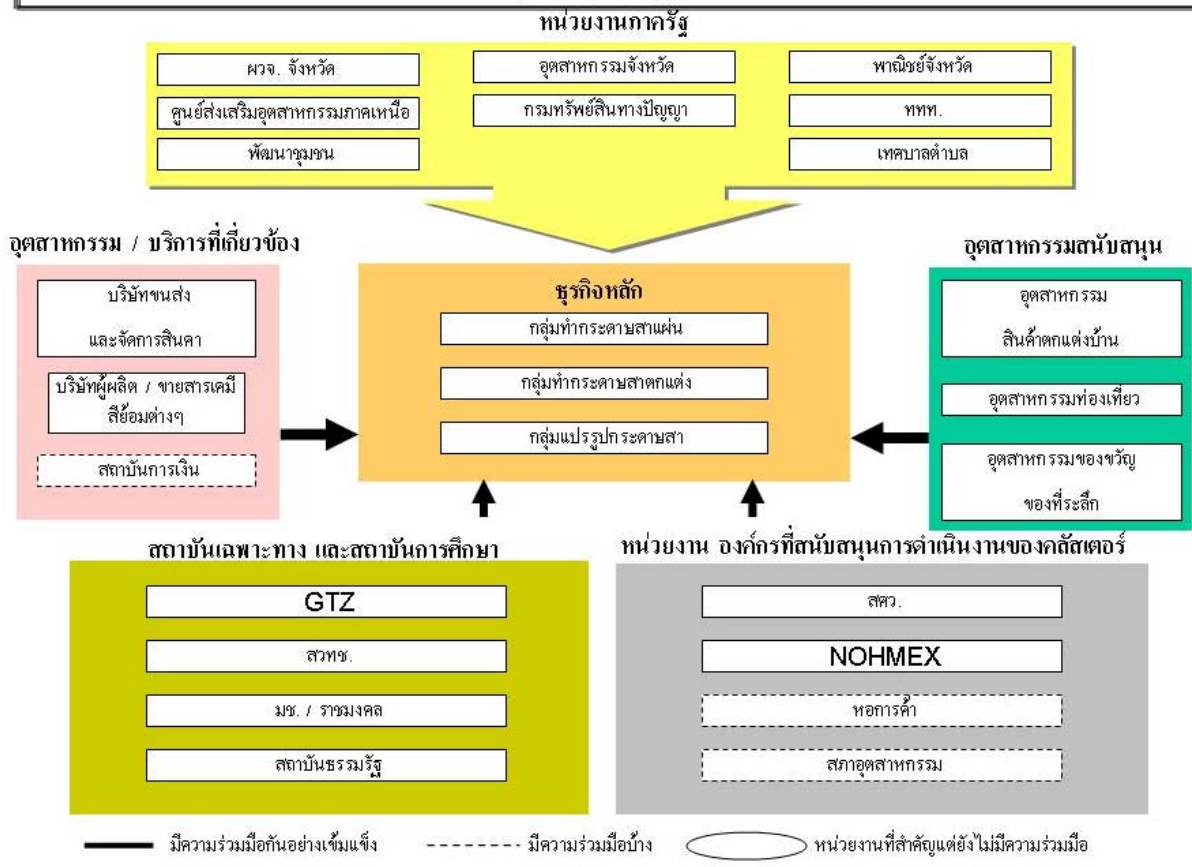 หน่วยงานภาครัฐ
ผวจ. จังหวัด
อุตสาหกรรมจังหวัด
พาณิชย์จังหวัด
ศูนย์ส่งเสริมอุตสาหกรรมภาคเหนือ
กรมทรัพย์สินทางปัญญา
ททท.
พัฒนาชุมชน
เทศบาลตำบล
อุตสาหกรรม / บริการที่เกี่ยวข้อง
บริษัทขนส่ง
และจัดการสินคา
บริษัทผู้ผลิต / ขายสารเคมี
สีย้อมต่างๆ
สถาบันการเงิน
ธุรกิจหลัก
กลุ่มทำกระดาษสาแผ่น
กลุ่มทำกระดาษสาตกแต่ง
กลุ่มแปรรูปกระดาษสา
อุตสาหกรรมสนับสนุน
อุตสาหกรรม
สินค้าตกแต่งบ้าน
อุตสาหกรรมท่องเที่ยว
อุตสาหกรรมของขวัญ
ของที่ระลึก
สถาบันเฉพาะทาง และสถาบันการศึกษา
GTZ
สวทช.
มช. / ราชมงคล
สถาบันธรรมรัฐ
หน่วยงาน องค์กรที่สนับสนุนการดำเนินงานของคลัสเตอร์
สศว.
NOHMEX
หอการค้า
สภาอุตสาหกรรม
มีความร่วมมือกันอย่างเข้มแข็ง
มีความร่วมมือบ้าง
หน่วยงานที่สำคัญแต่ยังไม่มีความร่วมมือ